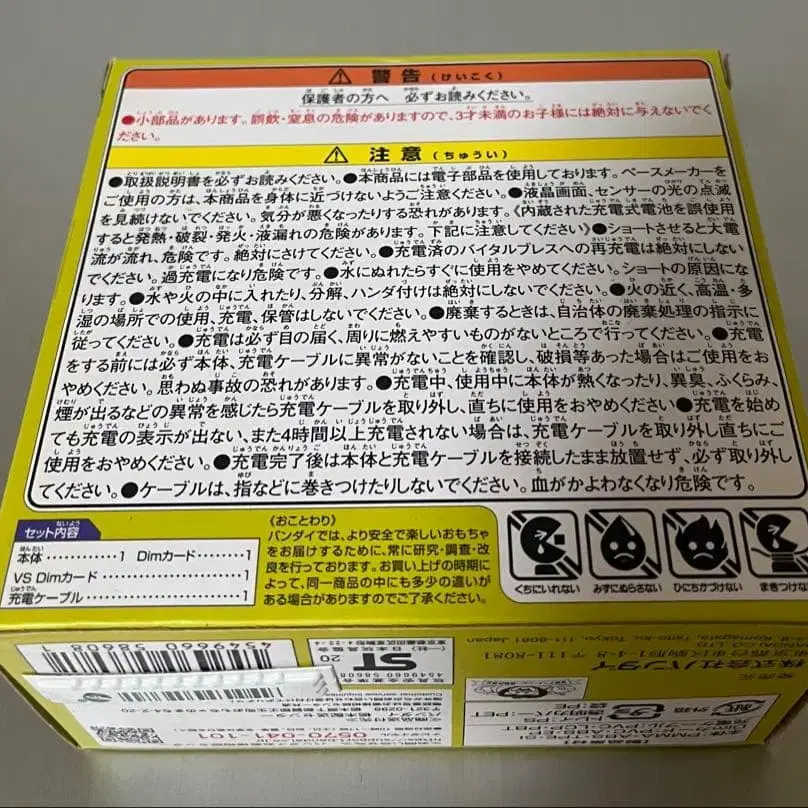 警告(けいこく)
保護者の方へ 必ずお読みください。
●小部品があります。誤飲・窒息の危険がありますので、3才未満のお子様には絶対に与えないでく
ださい。
注意(ちゅうい)
●取扱説明書を必ずお読みください。●本商品には電子部品を使用しております。ペースメーカーを
ご使用の方は、本商品を身体に近づけないようご注意ください。●液晶画面、センサーの光の点滅
を見続けないでください。気分が悪くなったりする恐れがあります。《内蔵された充電式電池を誤使用
すると発熱・破裂・発火・液漏れの危険があります。下記に注意してください》●ショートさせると大電
流が流れ、危険です。絶対にさけてください。●充電済のバイタルブレスへの再充電は絶対にしない
でください。過充電になり危険です。●水にぬれたらすぐに使用をやめてください。ショートの原因にな
ります。●水や火の中に入れたり、分解、ハンダ付けは絶対にしないでください。●火の近く、高温・多
湿の場所での使用、充電、保管はしないでください。●廃棄するときは、自治体の廃棄処理の指示に
従ってください。●充電は必ず目の届く、周りに燃えやすいものがないところで行ってください。●充電
をする前には必ず本体、充電ケーブルに異常がないことを確認し、破損等あった場合はご使用をお
やめください。思わぬ事故の恐れがあります。●充電中、使用中に本体が熱くなったり、異臭、ふくらみ、
煙が出るなどの異常を感じたら充電ケーブルを取り外し、直ちに使用をおやめください●充電を始め
ても充電の表示が出ない、また4時間以上充電されない場合は、充電ケーブルを取り外し直ちにご
使用をおやめください。●充電完了後は本体と充電ケーブルを接続したまま放置せず、必ず取り外し
てください。●ケーブルは、指などに巻きつけたりしないでください。血がかよわなくなり危険です。
セット内容
本体…………1 Dimカード………1
VS Dimカード………………1
充電ケーブル………………1
(おことわり)
バンダイでは、より安全で楽しいおもちゃ
をお届けするために、常に研究・調査・改
良を行っております。お買い上げの時期に
よって、同一商品の中にも多少の違いが
ある場合がありますのでご了承ください。
くちにいれない
みずにぬらさない
ひにちかづけない
まきつけない
4549660 58608
ST
20
(社)日本玩具協会
発売元
株式会社バンダイ
〒111-8081
BANDAI CO.,LTD.
0570-041-101